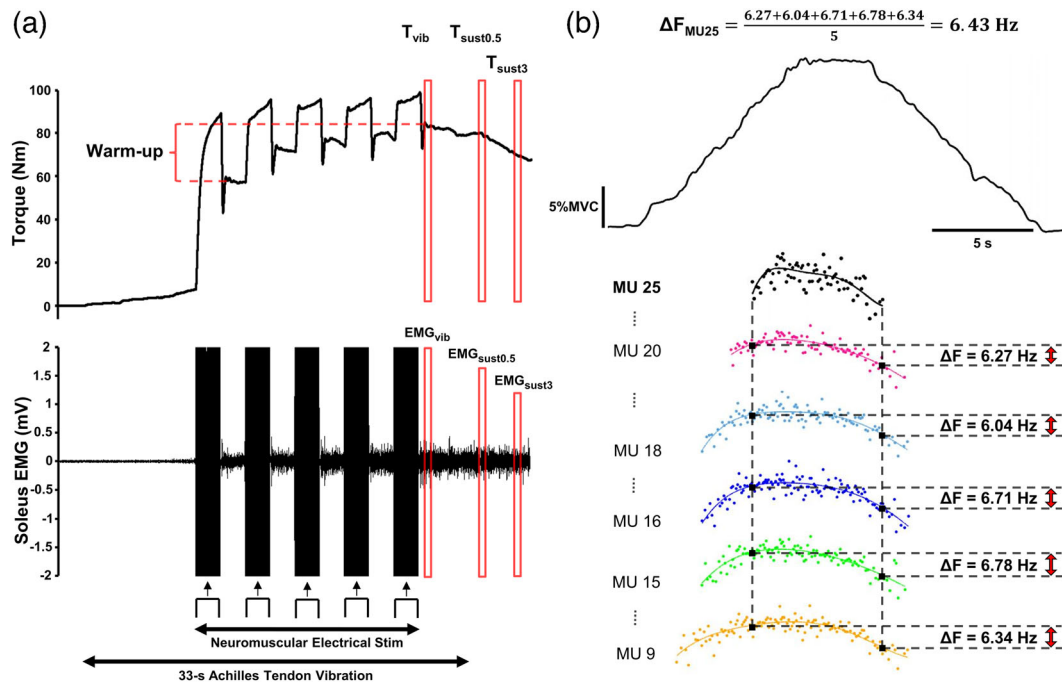 (a)
T_vib T_sust0.5
T_sust3
100
80
60
40
20
0
Torque (Nm)
Warm-up
2
1.5
1
0.5
0
-0.5
-1
-1.5
-2
Soleus EMG (mV)
EMG_vib
EMG_sust0.5
EMG_sust3
Neuromuscular Electrical Stim
33-s Achilles Tendon Vibration
(b)
ΔF_MU25 = (6.27+6.04+6.71+6.78+6.34)/5 = 6.43 Hz
5%MVC
5 s
MU 25
MU 20
ΔF = 6.27 Hz
MU 18
ΔF = 6.04 Hz
MU 16
ΔF = 6.71 Hz
MU 15
ΔF = 6.78 Hz
MU 9
ΔF = 6.34 Hz